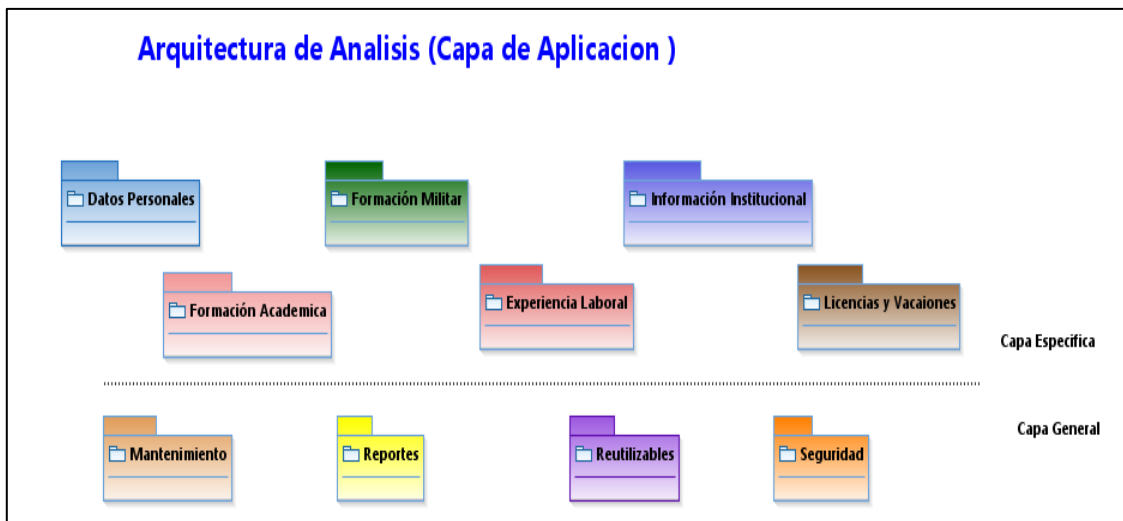 Arquitectura de Analisis (Capa de Aplicacion )
Datos Personales
Formación Militar
Información Institucional
Formación Academica
Experiencia Laboral
Licencias y Vacaiones
Capa Especifica
Capa General
Mantenimiento
Reportes
Reutilizables
Seguridad